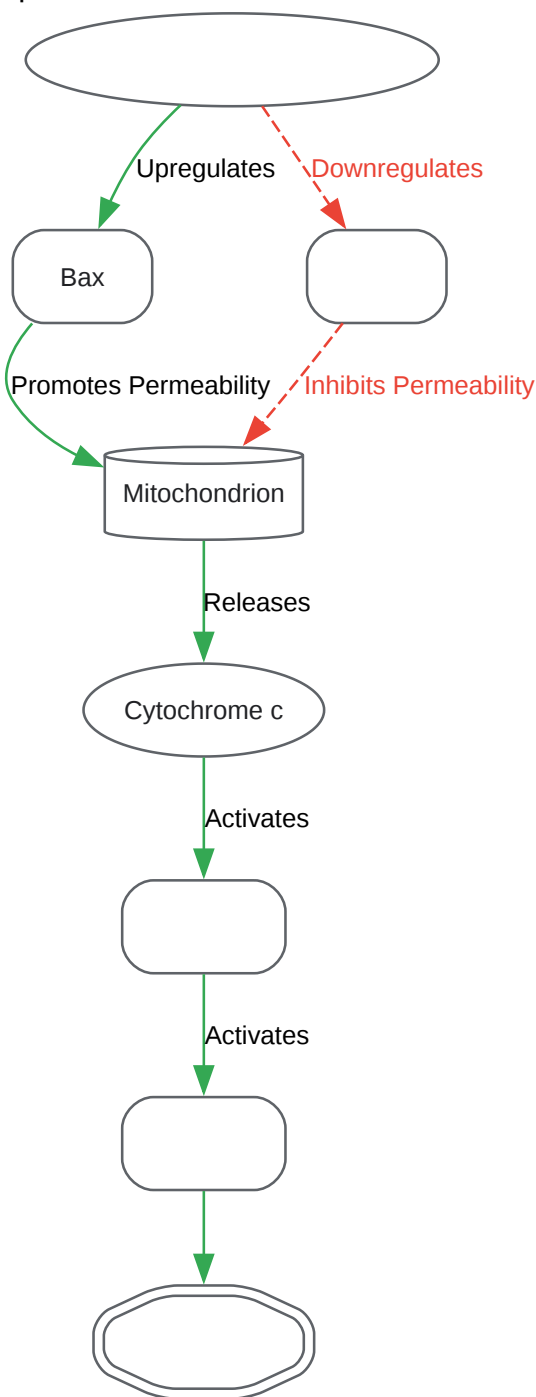 Upregulates
Downregulates
Bax
Promotes Permeability
Inhibits Permeability
Mitochondrion
Releases
Cytochrome c
Activates
Activates